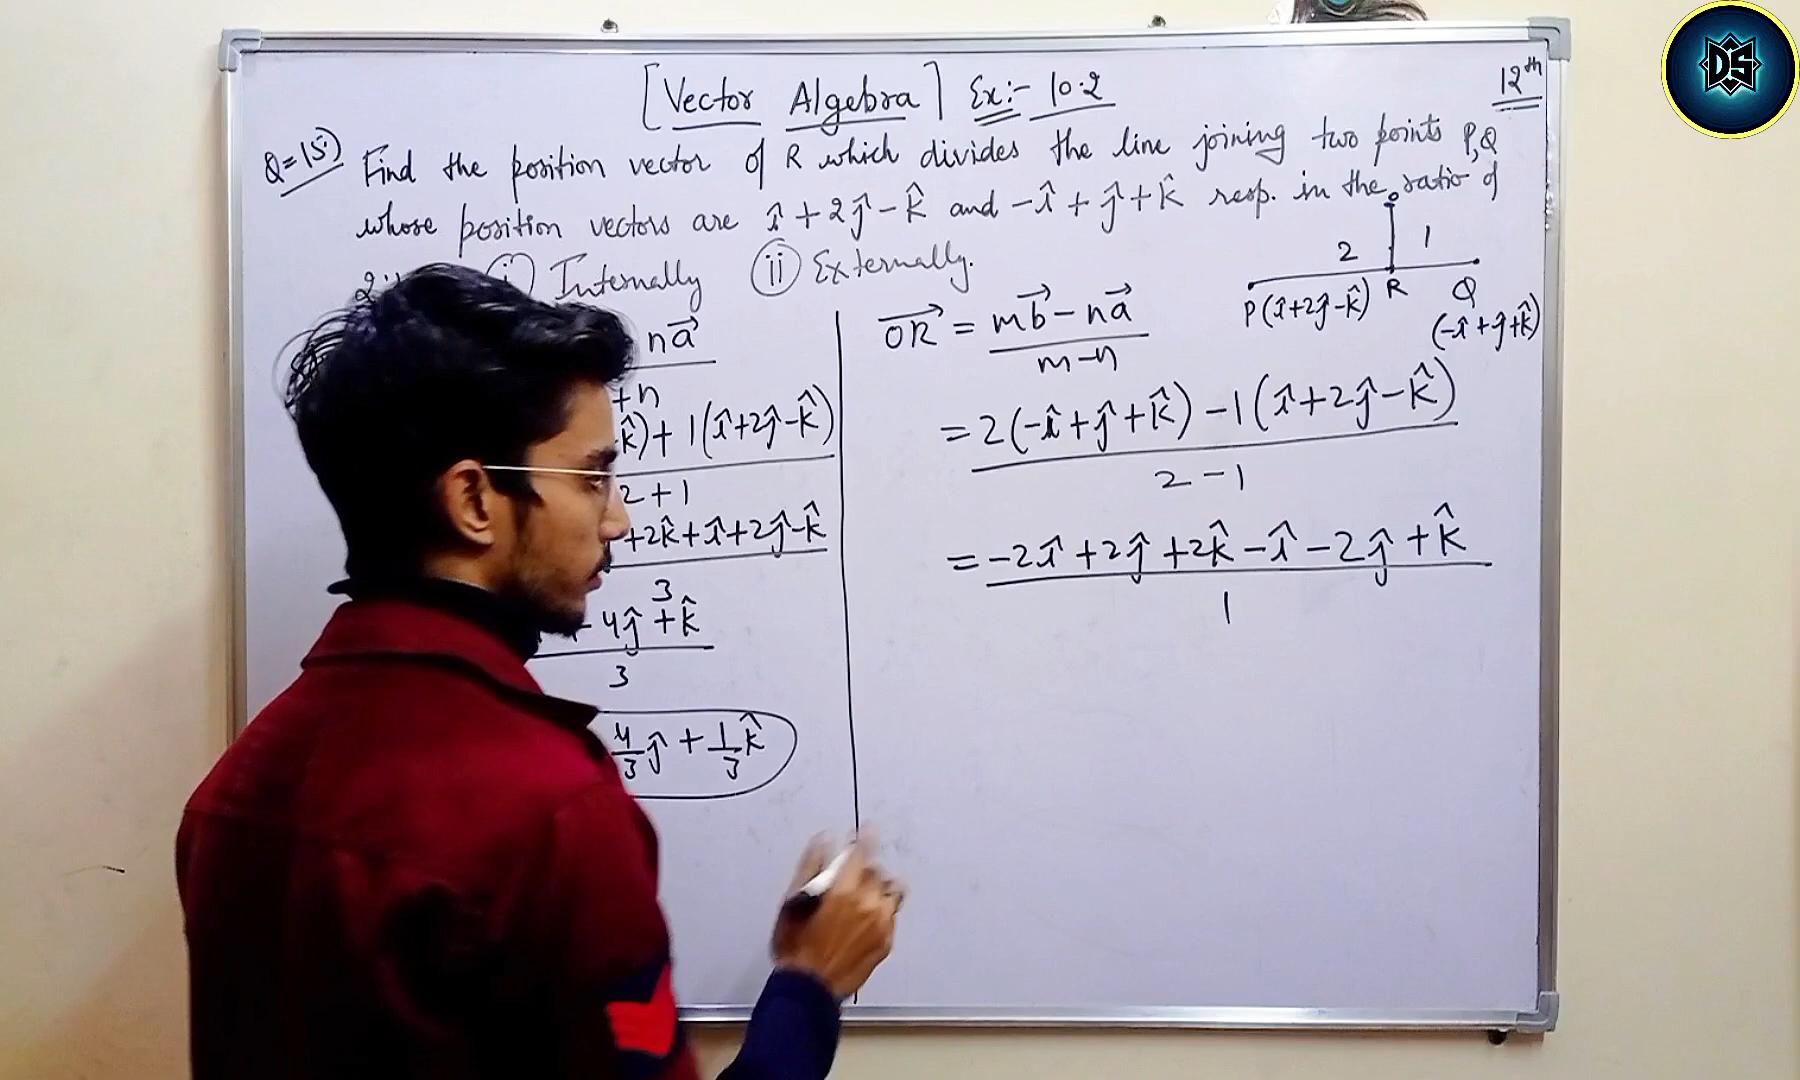 [Vector Algebra] Ex:- 10.2
12th
DS
Q=15) Find the position vector of R which divides the line joining two points P,Q
whose position vectors are î+2ĵ-k̂ and -î+ĵ+k̂ resp. in the ratio of
2:
(i) Internally (ii) Externally.
O
2 1
P(î+2ĵ-k̂) R Q
(-î+ĵ+k̂)
na⃗
+n
k̂)+1(î+2ĵ-k̂)
2+1
+2k̂+î+2ĵ-k̂
3
4ĵ+k̂
3
4/3 ĵ + 1/3 k̂
OR⃗ = mb⃗ - na⃗
m-n
= 2(-î+ĵ+k̂) -1(î+2ĵ-k̂)
2-1
= -2î+2ĵ+2k̂-î-2ĵ+k̂
1